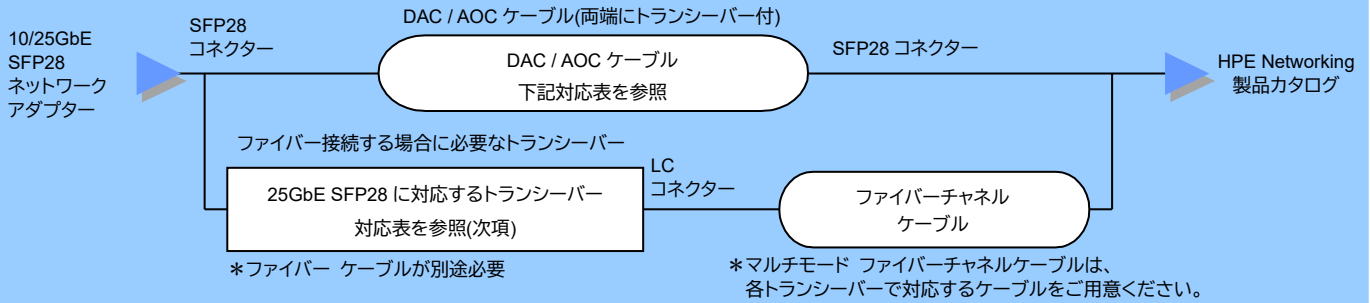 10/25GbE
SFP28
ネットワーク
アダプター
SFP28
コネクター
DAC / AOC ケーブル(両端にトランシーバー付)
DAC / AOC ケーブル
下記対応表を参照
SFP28 コネクター
HPE Networking
製品カタログ
ファイバー接続する場合に必要なトランシーバー
25GbE SFP28 に対応するトランシーバー
対応表を参照(次項)
LC
コネクター
ファイバーチャネル
ケーブル
＊ファイバー ケーブルが別途必要
＊マルチモード ファイバーチャネルケーブルは、
各トランシーバーで対応するケーブルをご用意ください。